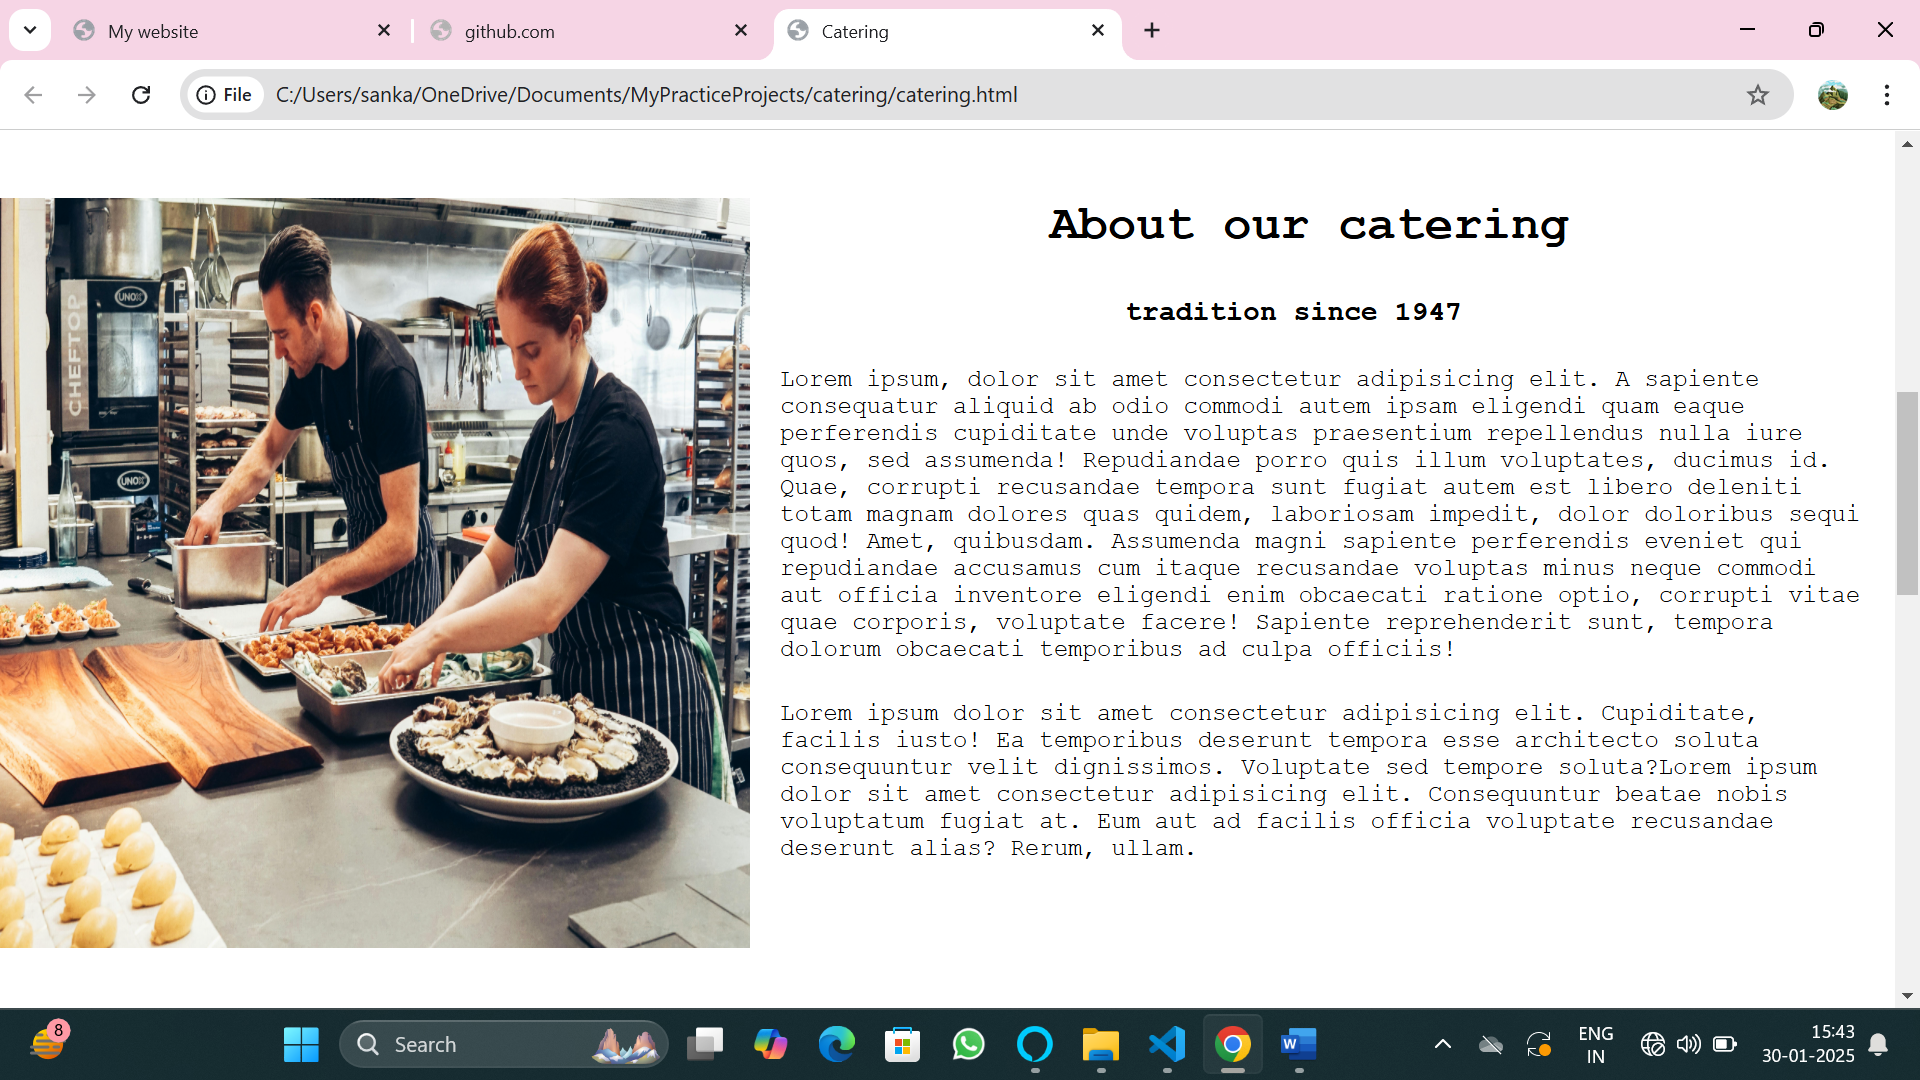 My website
github.com
Catering
File
C:/Users/sanka/OneDrive/Documents/MyPracticeProjects/catering/catering.html
UNOX
CHEFTOP
UNOX
About our catering
tradition since 1947
Lorem ipsum, dolor sit amet consectetur adipisicing elit. A sapiente
consequatur aliquid ab odio commodi autem ipsam eligendi quam eaque
perferendis cupiditate unde voluptas praesentium repellendus nulla iure
quos, sed assumenda! Repudiandae porro quis illum voluptates, ducimus id.
Quae, corrupti recusandae tempora sunt fugiat autem est libero deleniti
totam magnam dolores quas quidem, laboriosam impedit, dolor doloribus sequi
quod! Amet, quibusdam. Assumenda magni sapiente perferendis eveniet qui
repudiandae accusamus cum itaque recusandae voluptas minus neque commodi
aut officia inventore eligendi enim obcaecati ratione optio, corrupti vitae
quae corporis, voluptate facere! Sapiente reprehenderit sunt, tempora
dolorum obcaecati temporibus ad culpa officiis!
Lorem ipsum dolor sit amet consectetur adipisicing elit. Cupiditate,
facilis iusto! Ea temporibus deserunt tempora esse architecto soluta
consequuntur velit dignissimos. Voluptate sed tempore soluta?Lorem ipsum
dolor sit amet consectetur adipisicing elit. Consequuntur beatae nobis
voluptatum fugiat at. Eum aut ad facilis officia voluptate recusandae
deserunt alias? Rerum, ullam.
8
Search
W
ENG
IN
15:43
30-01-2025